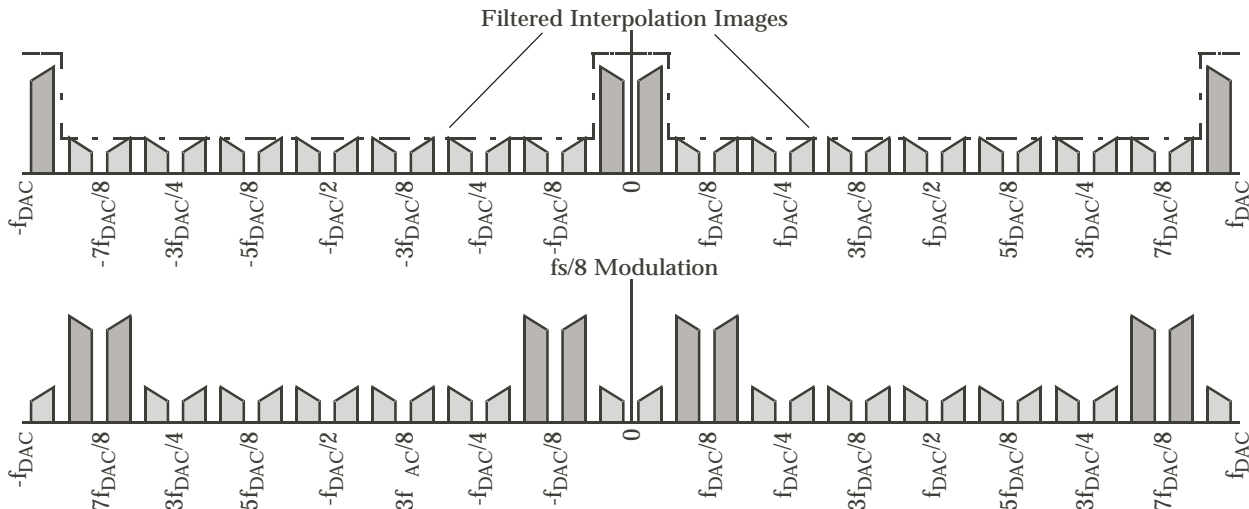 Filtered Interpolation Images
-fDAC
-7fDAC/8
-3fDAC/4
-5fDAC/8
-fDAC/2
-3fDAC/8
-fDAC/4
-fDAC/8
0
fDAC/8
fDAC/4
3fDAC/8
fDAC/2
5fDAC/8
3fDAC/4
7fDAC/8
fDAC
fs/8 Modulation
-fDAC
7fDAC/8
3fDAC/4
5fDAC/8
-fDAC/2
3f AC/8
-fDAC/4
-fDAC/8
0
fDAC/8
fDAC/4
3fDAC/8
fDAC/2
5fDAC/8
3fDAC/4
7fDAC/8
fDAC